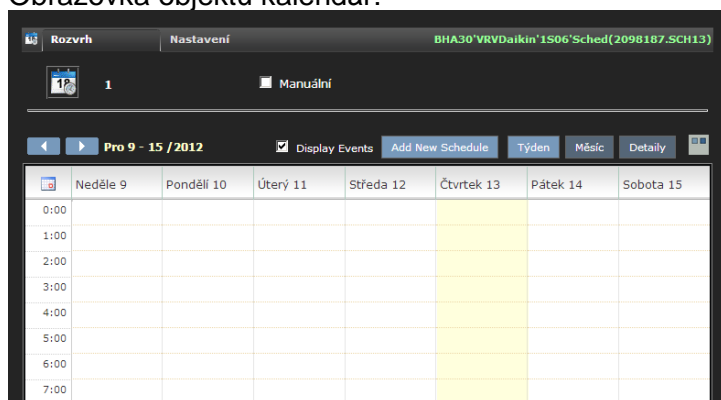 Obrazovka objektu kalendář:
Rozvrh Nastavení BHA30'VRVDaikin'1S06'Sched(2098187.SCH13)
18 1 Manuální
Pro 9 - 15 /2012 Display Events Add New Schedule Týden Měsíc Detaily
Neděle 9 Pondělí 10 Úterý 11 Středa 12 Čtvrtek 13 Pátek 14 Sobota 15
0:00
1:00
2:00
3:00
4:00
5:00
6:00
7:00